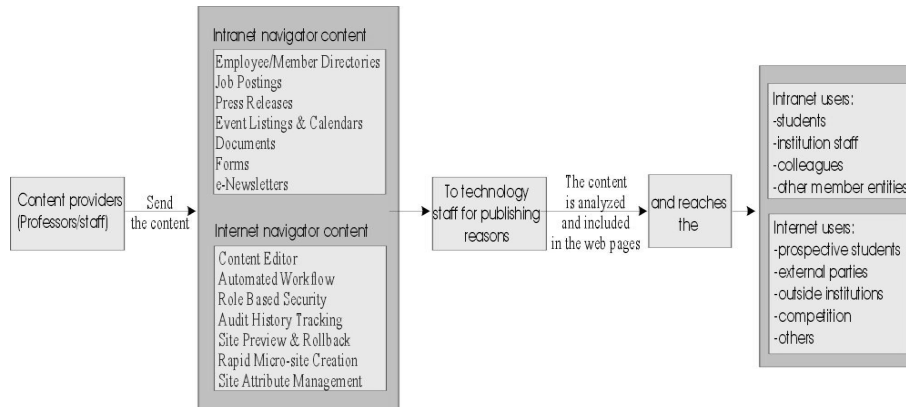 Content providers
(Professors/staff)
Send
the content
Intranet navigator content
Employee/Member Directories
Job Postings
Press Releases
Event Listings & Calendars
Documents
Forms
e-Newsletters
Internet navigator content
Content Editor
Automated Workflow
Role Based Security
Audit History Tracking
Site Preview & Rollback
Rapid Micro-site Creation
Site Attribute Management
To technology
staff for publishing
reasons
The content
is analyzed
and included
in the web pages
and reaches
the
Intranet users:
-students
-institution staff
-colleagues
-other member entities
Internet users:
-prospective students
-external parties
-outside institutions
-competition
-others